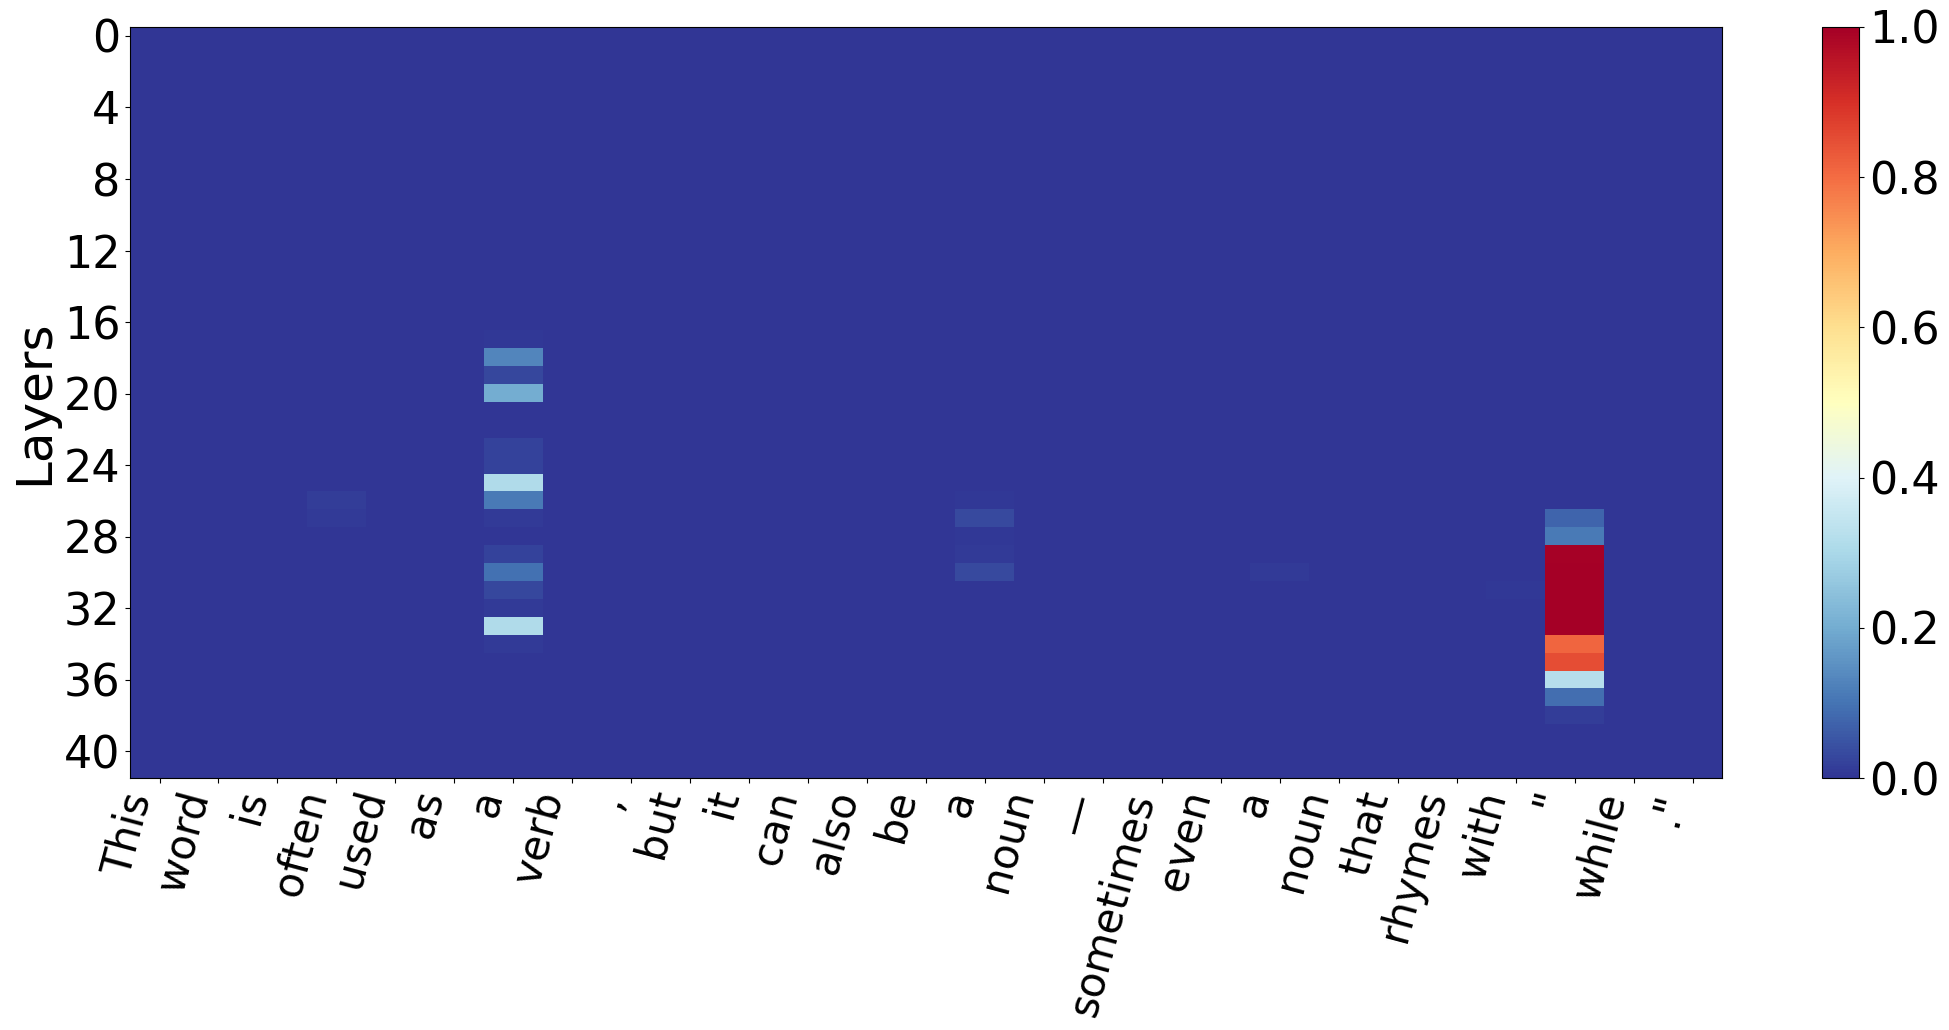 Layers
0
4
8
12
16
20
24
28
32
36
40
This
word
is
often
used
as
a
verb
,
but
it
can
also
be
a
noun
—
sometimes
even
a
noun
that
rhymes
with
"
while
."
1.0
0.8
0.6
0.4
0.2
0.0